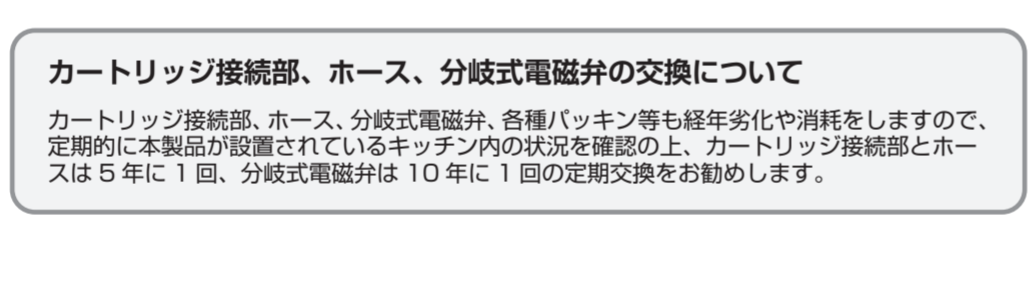 カートリッジ接続部、ホース、分岐式電磁弁の交換について
カートリッジ接続部、ホース、分岐式電磁弁、各種パッキン等も経年劣化や消耗をしますので、
定期的に本製品が設置されているキッチン内の状況を確認の上、カートリッジ接続部とホー
スは 5 年に 1 回、分岐式電磁弁は 10 年に 1 回の定期交換をお勧めします。